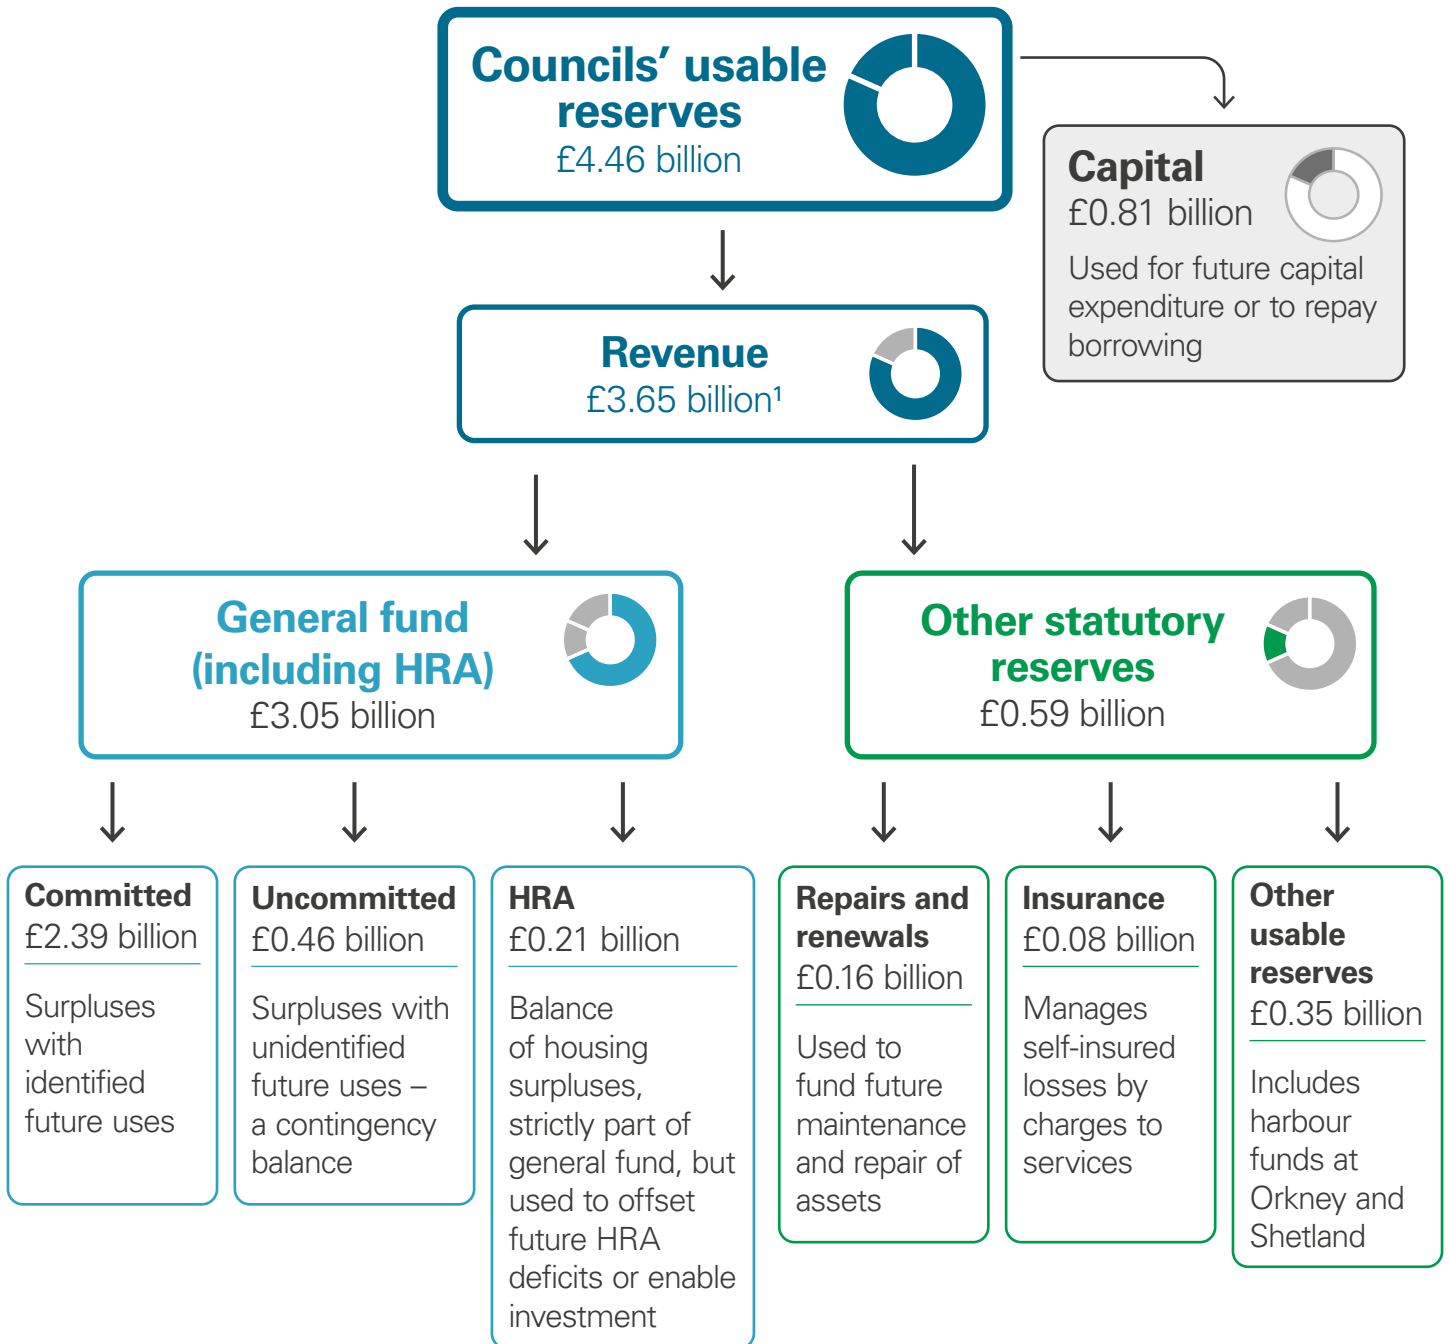 Councils’ usable
reserves
£4.46 billion
Capital
£0.81 billion
Used for future capital
expenditure or to repay
borrowing
Revenue
£3.65 billion¹
General fund
(including HRA)
£3.05 billion
Other statutory
reserves
£0.59 billion
Committed
£2.39 billion
Surpluses
with
identified
future uses
Uncommitted
£0.46 billion
Surpluses with
unidentified
future uses –
a contingency
balance
HRA
£0.21 billion
Balance
of housing
surpluses,
strictly part of
general fund, but
used to offset
future HRA
deficits or enable
investment
Repairs and
renewals
£0.16 billion
Used to
fund future
maintenance
and repair of
assets
Insurance
£0.08 billion
Manages
self-insured
losses by
charges to
services
Other
usable
reserves
£0.35 billion
Includes
harbour
funds at
Orkney and
Shetland